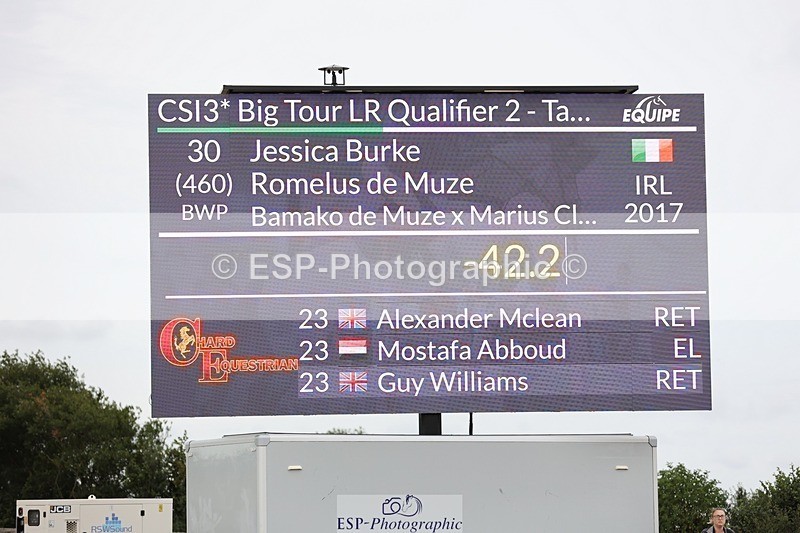 CSI3* Big Tour LR Qualifier 2 - Ta...
EQUIPE
30 Jessica Burke
(460) Romelus de Muze IRL
BWP Bamako de Muze x Marius Cl... 2017
-42.2
© ESP-Photographic ©
23 Alexander Mclean RET
23 Mostafa Abboud EL
23 Guy Williams RET
CHARD
EQUESTRIAN
ESP-Photographic
JCB
RSWSound